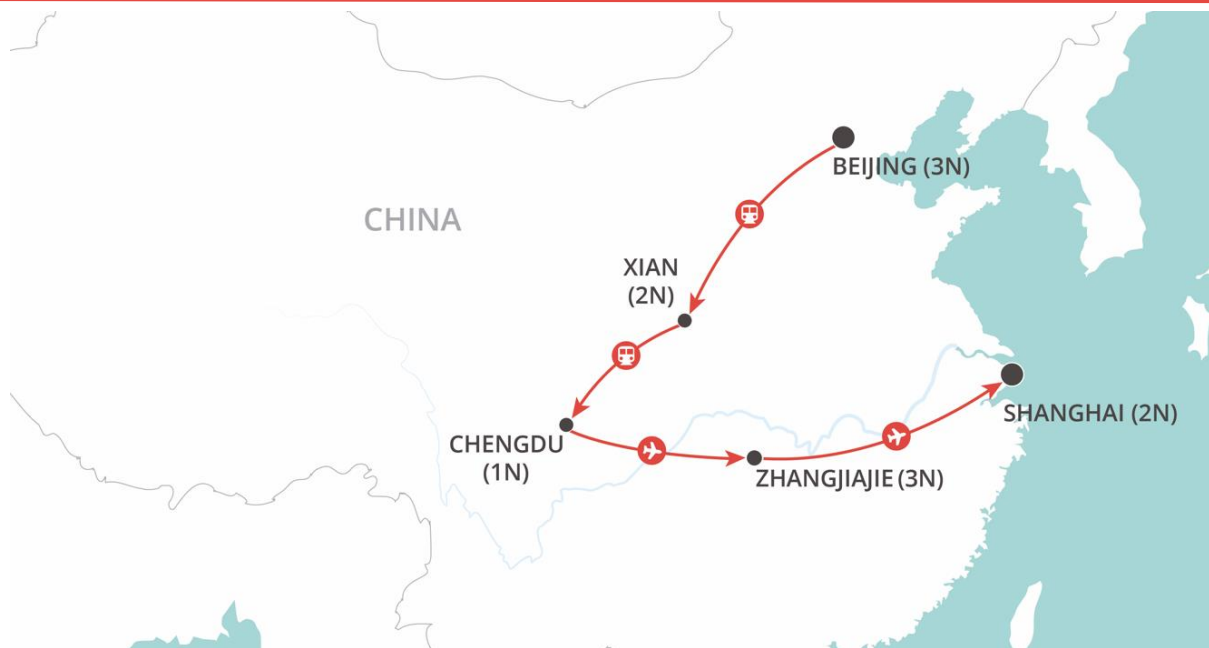 BEIJING (3N)
CHINA
XIAN
(2N)
SHANGHAI (2N)
CHENGDU
(1N)
ZHANGJIAJIE (3N)